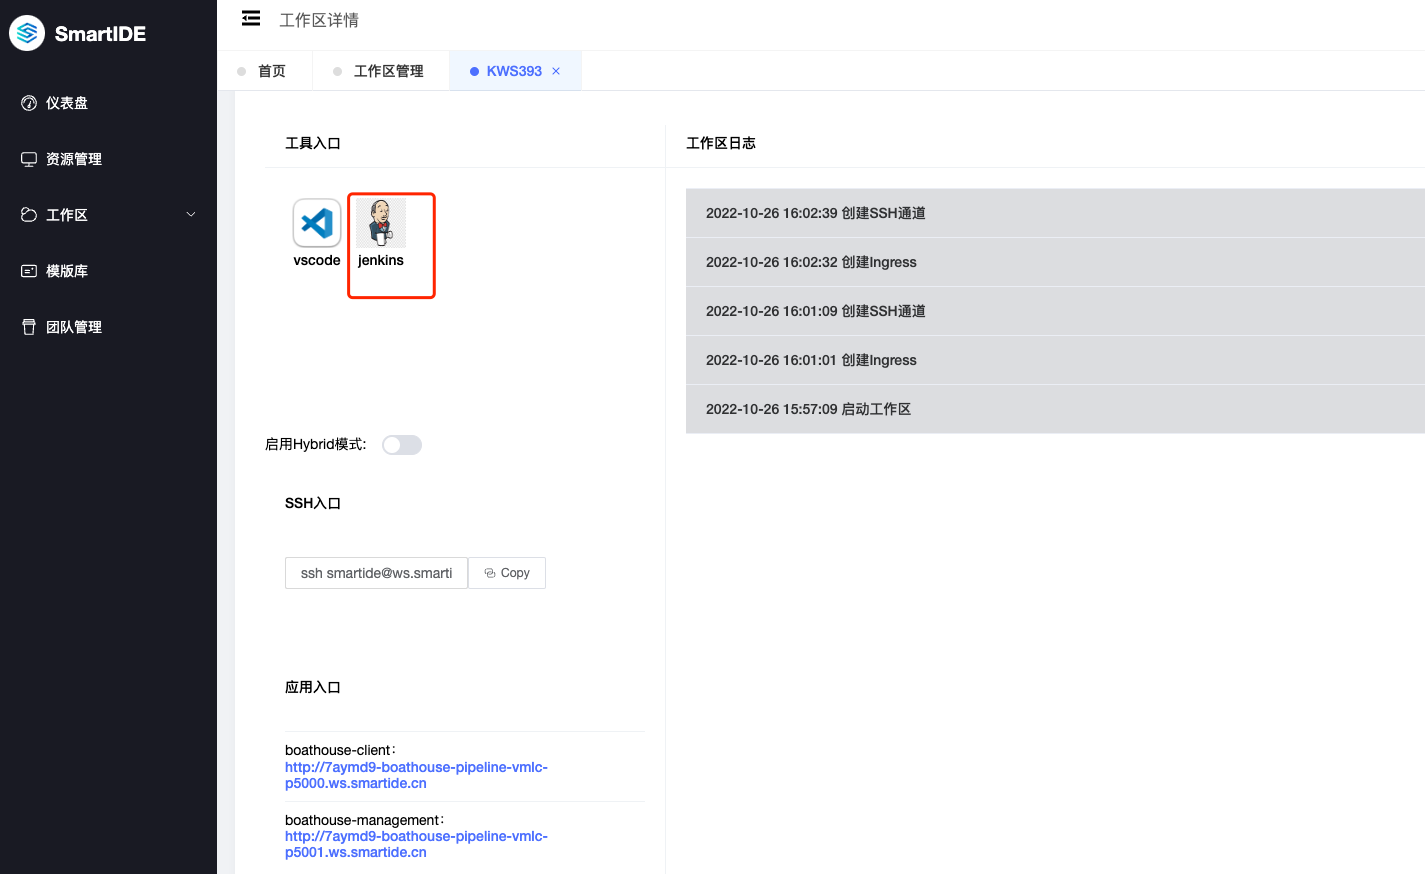 SmartIDE
仪表盘
资源管理
工作区
模版库
团队管理
工作区详情
首页
工作区管理
KWS393
工具入口
vscode
jenkins
启用Hybrid模式:
SSH入口
ssh smartide@ws.smarti
Copy
应用入口
boathouse-client：
http://7aymd9-boathouse-pipeline-vmlc-
p5000.ws.smartide.cn
boathouse-management：
http://7aymd9-boathouse-pipeline-vmlc-
p5001.ws.smartide.cn
工作区日志
2022-10-26 16:02:39 创建SSH通道
2022-10-26 16:02:32 创建Ingress
2022-10-26 16:01:09 创建SSH通道
2022-10-26 16:01:01 创建Ingress
2022-10-26 15:57:09 启动工作区